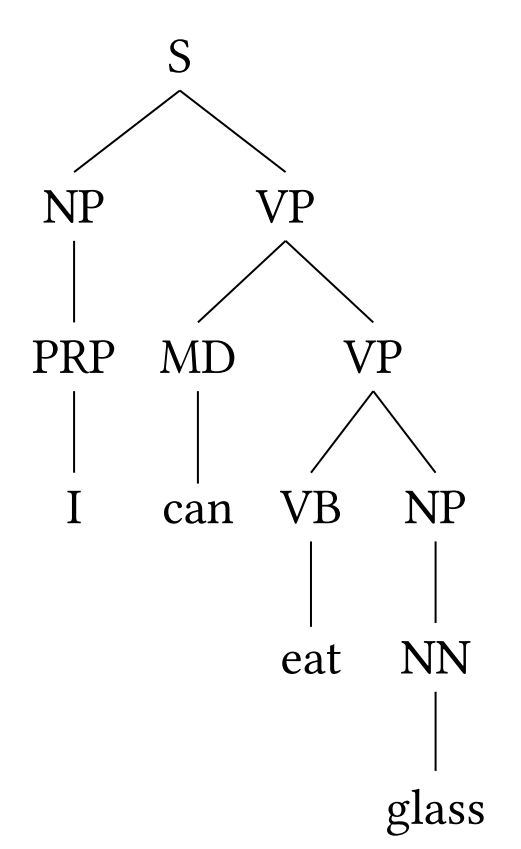 S
NP VP
PRP MD VP
I can VB NP
eat NN
glass